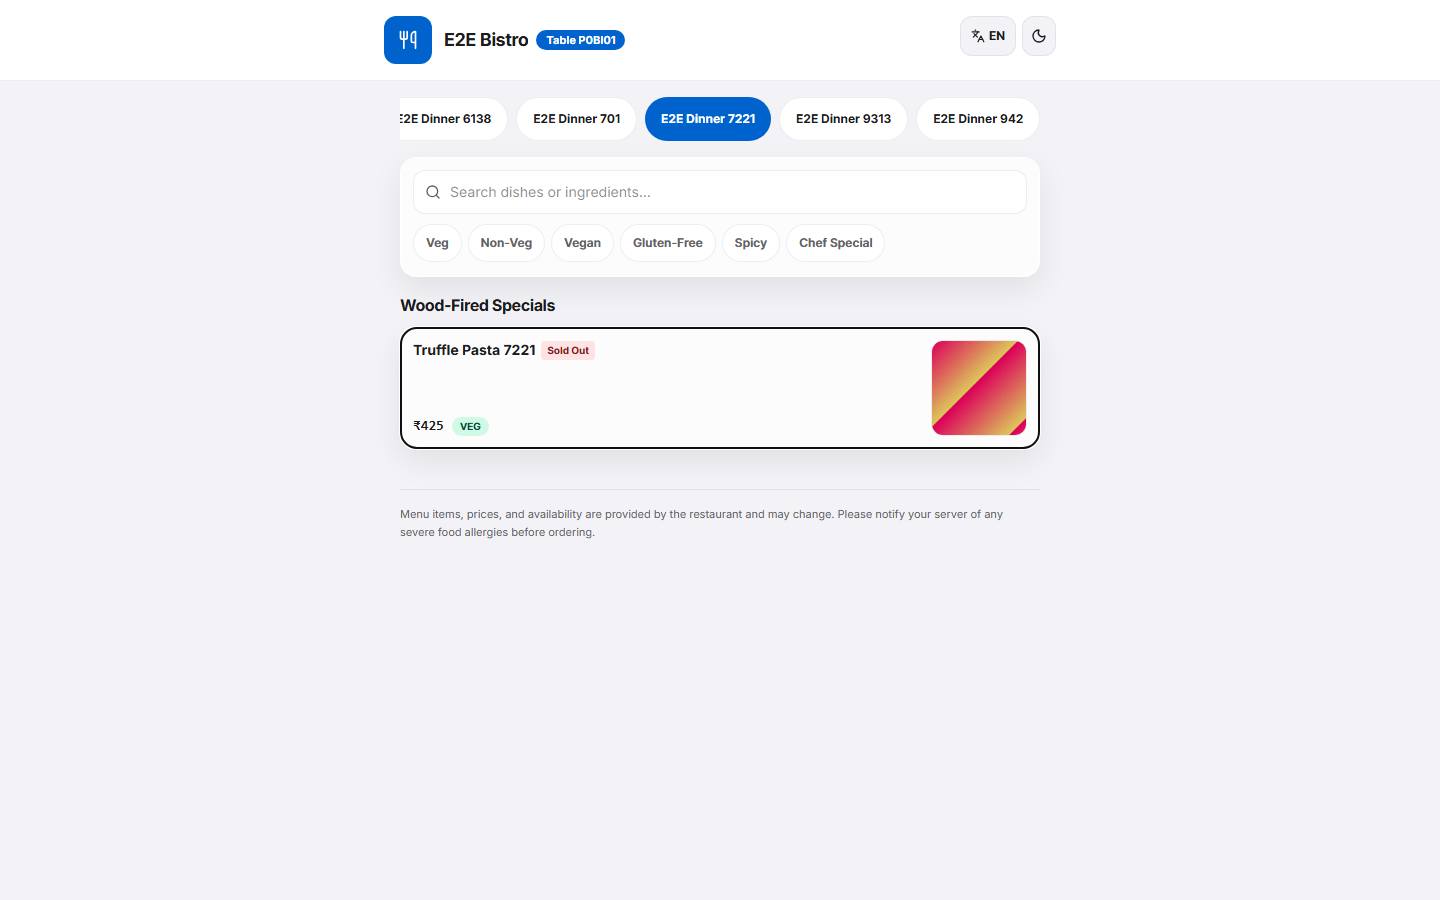 E2E Bistro Table P0BI01 EN
E2E Dinner 6138 E2E Dinner 701 E2E Dinner 7221 E2E Dinner 9313 E2E Dinner 942
Search dishes or ingredients...
Veg Non-Veg Vegan Gluten-Free Spicy Chef Special
Wood-Fired Specials
Truffle Pasta 7221 Sold Out
₹425 VEG
Menu items, prices, and availability are provided by the restaurant and may change. Please notify your server of any
severe food allergies before ordering.